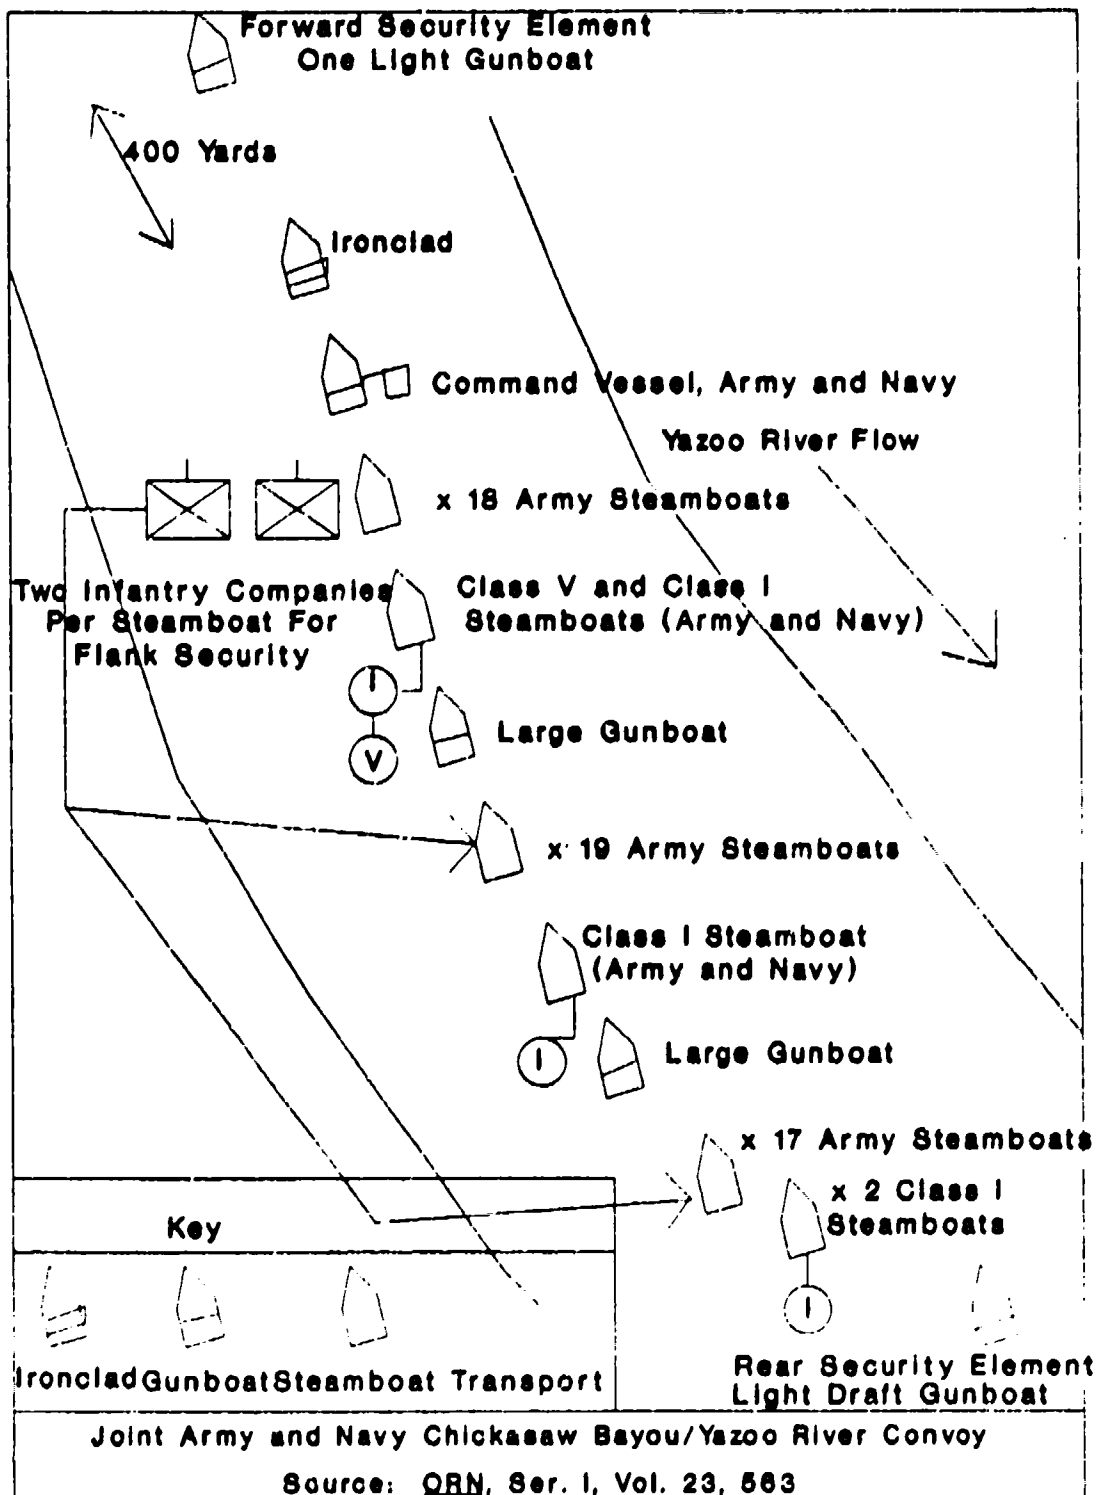 Forward Security Element
One Light Gunboat
400 Yards
Ironclad
Command Vessel, Army and Navy
Yazoo River Flow
x 18 Army Steamboats
Two Infantry Companies
Per Steamboat For
Flank Security
Class V and Class I
Steamboats (Army and Navy)
I
V
Large Gunboat
x 19 Army Steamboats
Class I Steamboat
(Army and Navy)
I
Large Gunboat
x 17 Army Steamboats
x 2 Class I
Steamboats
I
Rear Security Element
Light Draft Gunboat
Key
Ironclad Gunboat Steamboat Transport
Joint Army and Navy Chickasaw Bayou/Yazoo River Convoy
Source: ORN, Ser. I, Vol. 23, 563